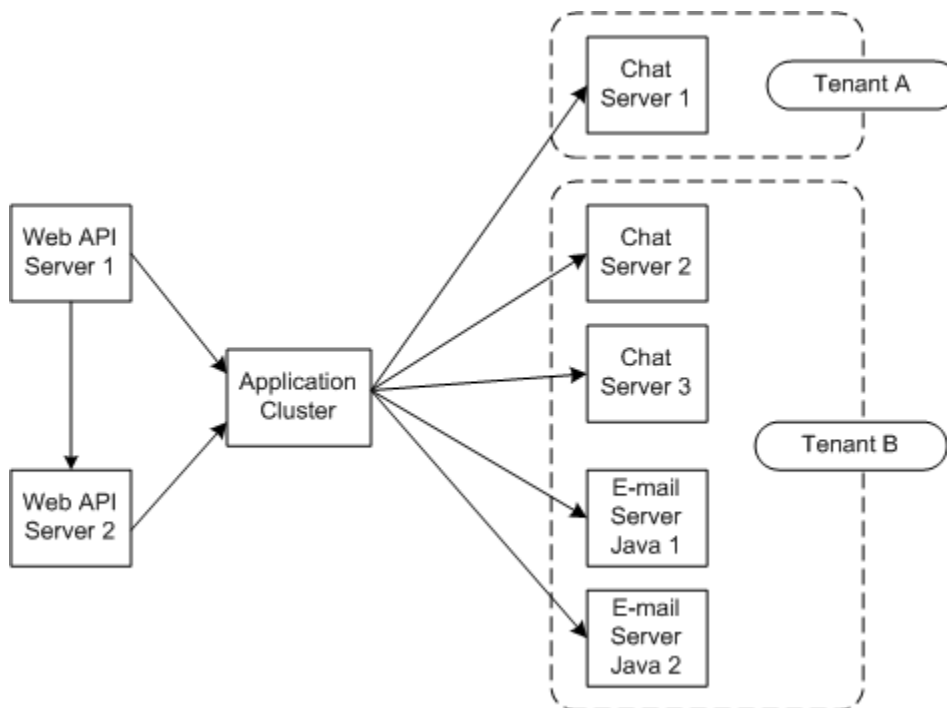 Chat
Server 1
Tenant A
Web API
Server 1
Chat
Server 2
Application
Cluster
Chat
Server 3
Tenant B
Web API
Server 2
E-mail
Server
Java 1
E-mail
Server
Java 2